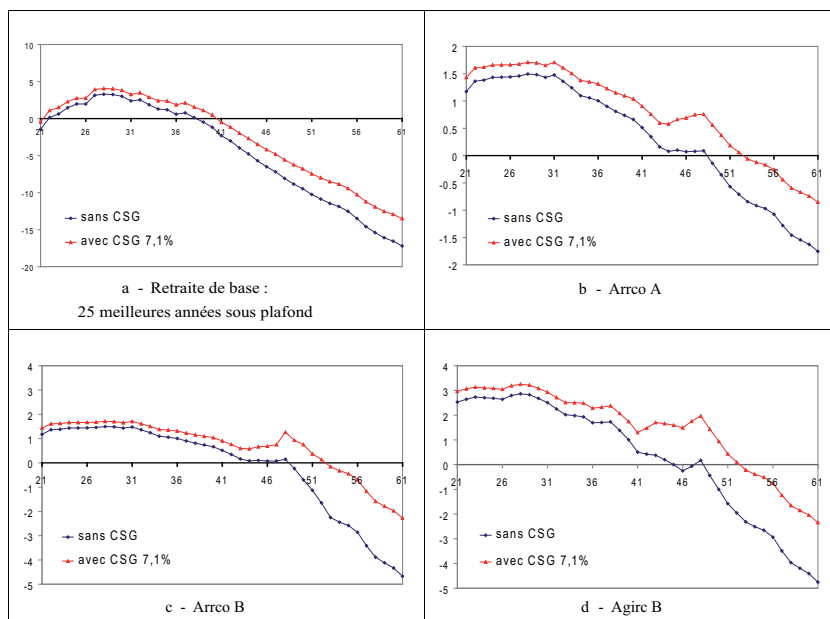 10
5
0
-5
-10
-15
-20
21 26 31 36 41 46 51 56 61
sans CSG
avec CSG 7,1%
a - Retraite de base :
25 meilleures années sous plafond
2
1.5
1
0.5
0
-0.5
-1
-1.5
-2
21 26 31 36 41 46 51 56 61
sans CSG
avec CSG 7,1%
b - Arrco A
4
3
2
1
0
-1
-2
-3
-4
-5
21 26 31 36 41 46 51 56 61
sans CSG
avec CSG 7,1%
c - Arrco B
4
3
2
1
0
-1
-2
-3
-4
-5
21 26 31 36 41 46 51 56 61
sans CSG
avec CSG 7,1%
d - Agirc B